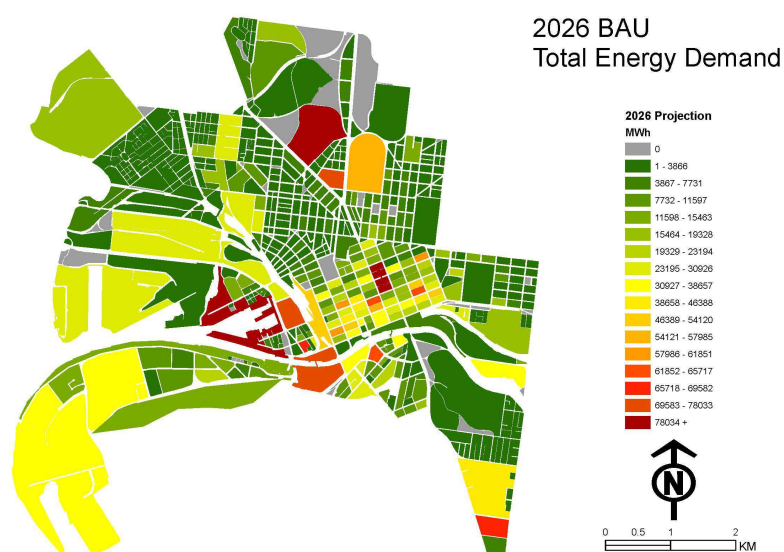 2026 BAU
Total Energy Demand
2026 Projection
MWh
0
1 - 3866
3867 - 7731
7732 - 11597
11598 - 15463
15464 - 19328
19329 - 23194
23195 - 30926
30927 - 38657
38658 - 46388
46389 - 54120
54121 - 57985
57986 - 61851
61852 - 65717
65718 - 69582
69583 - 78033
78034 +
N
0 0.5 1 2
KM